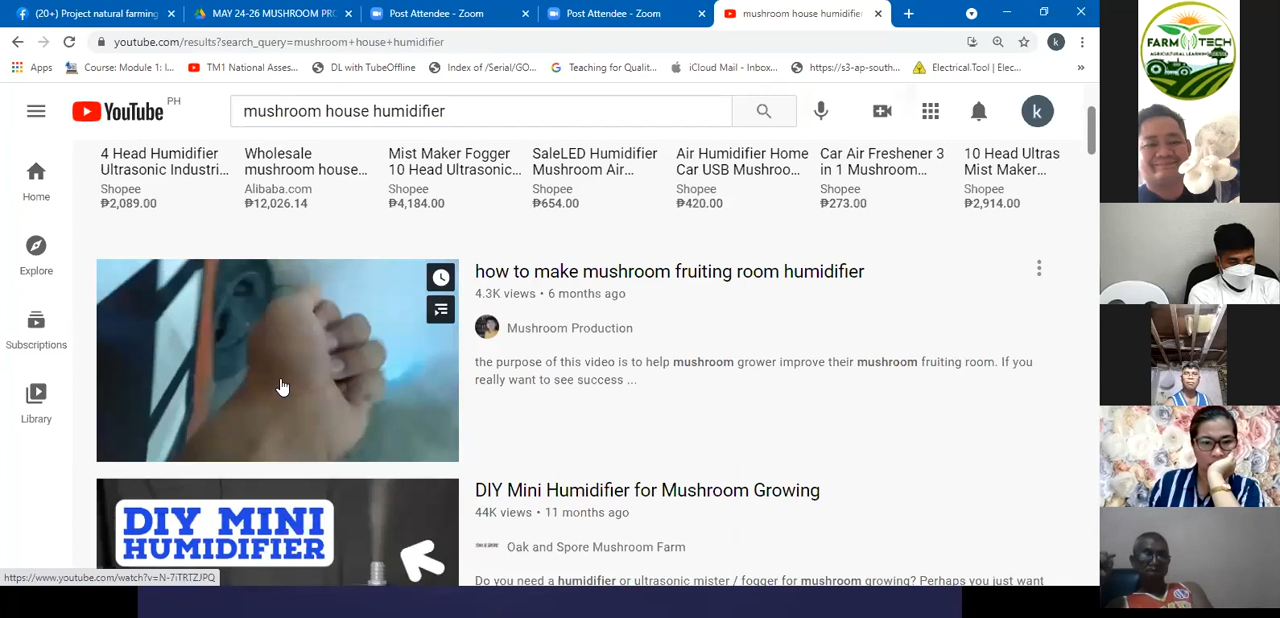 (20+) Project natural farming
MAY 24-26 MUSHROOM PRO
Post Attendee - Zoom
Post Attendee - Zoom
mushroom house humidifie
youtube.com/results?search_query=mushroom+house+humidifier
Apps
Course: Module 1: I...
TM1 National Asses...
DL with TubeOffline
Teaching for Qualit...
iCloud Mail - Inbox...
https://s3-ap-south...
Electrical.Tool | Elec...
YouTube PH
mushroom house humidifier
k
4 Head Humidifier
Ultrasonic Industri...
Shopee
₱2,089.00
Wholesale
mushroom house...
Alibaba.com
₱12,026.14
Mist Maker Fogger
10 Head Ultrasonic...
Shopee
₱4,184.00
SaleLED Humidifier
Mushroom Air...
Shopee
₱654.00
Air Humidifier Home
Car USB Mushroo...
Shopee
₱420.00
Car Air Freshener 3
in 1 Mushroom...
Shopee
₱273.00
10 Head Ultras
Mist Maker...
Shopee
₱2,914.00
Home
Explore
Subscriptions
Library
how to make mushroom fruiting room humidifier
4.3K views • 6 months ago
Mushroom Production
the purpose of this video is to help mushroom grower improve their mushroom fruiting room. If you
really want to see success ...
DIY MINI
HUMIDIFIER
DIY Mini Humidifier for Mushroom Growing
44K views • 11 months ago
Oak and Spore Mushroom Farm
Do you need a humidifier or ultrasonic mister / fogger for mushroom growing? Perhaps you just want
https://www.youtube.com/watch?v=N-7iTRTZJPQ
FARM TECH